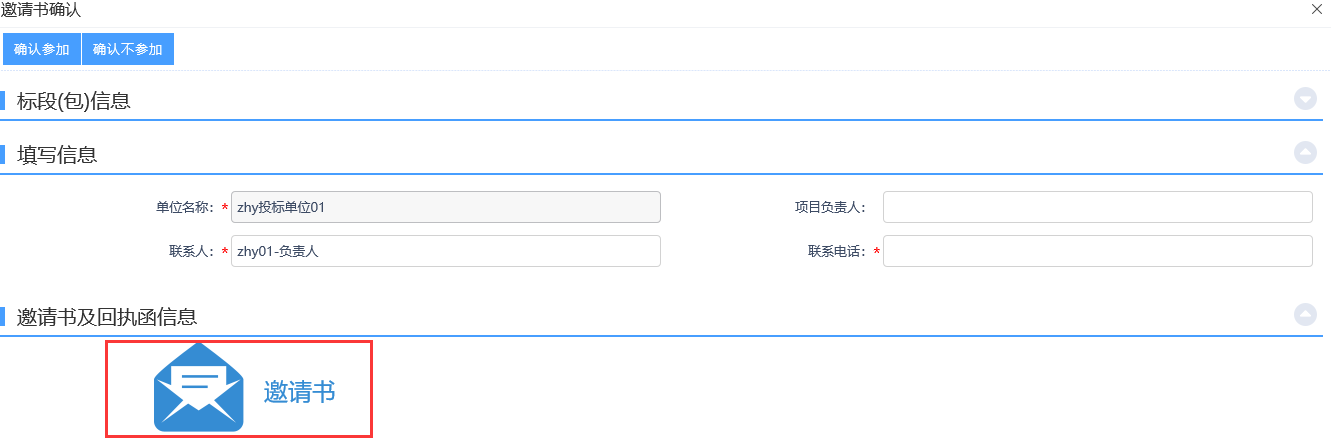 邀请书确认
确认参加 确认不参加
标段(包)信息
填写信息
单位名称：* zhy投标单位01 项目负责人：
联系人：* zhy01-负责人 联系电话：*
邀请书及回执函信息
邀请书